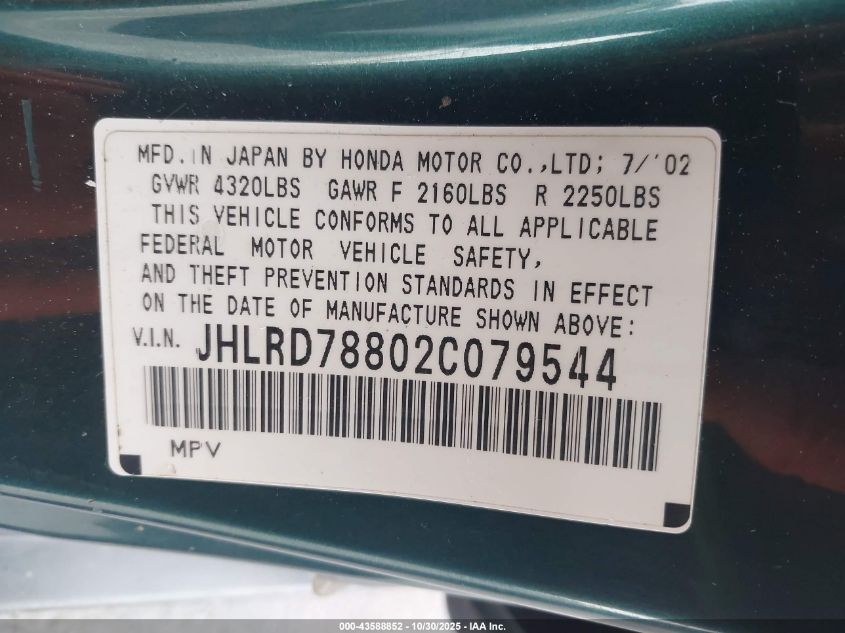 MFD. IN JAPAN BY HONDA MOTOR CO.,LTD; 7/'02
GVWR 4320LBS GAWR F 2160LBS R 2250LBS
THIS VEHICLE CONFORMS TO ALL APPLICABLE
FEDERAL MOTOR VEHICLE SAFETY,
AND THEFT PREVENTION STANDARDS IN EFFECT
ON THE DATE OF MANUFACTURE SHOWN ABOVE:
V.I.N. JHLRD78802C079544
MPV
000-43588852 | 10/30/2025 - IAA Inc.